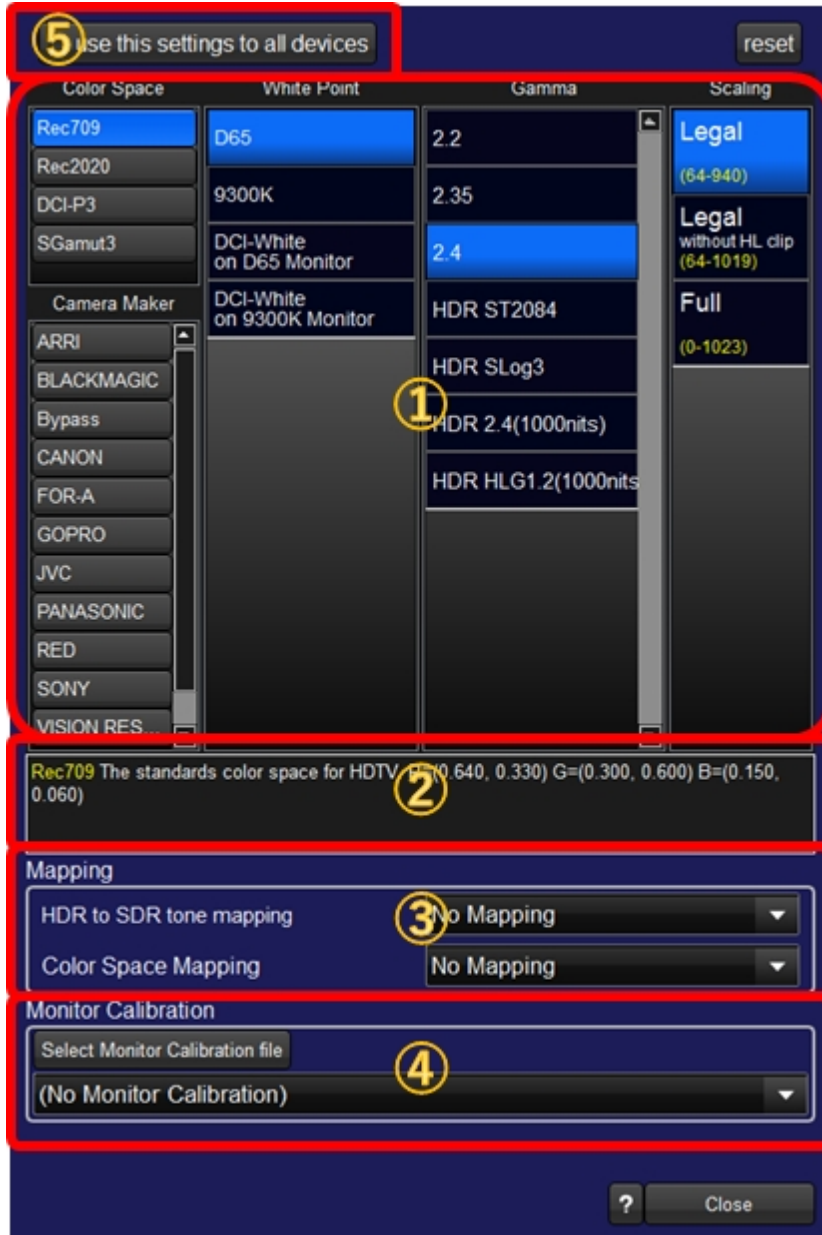 ⑤ use this settings to all devices
reset
Color Space
White Point
Gamma
Scaling
Rec709
Rec2020
DCI-P3
SGamut3
Camera Maker
ARRI
BLACKMAGIC
Bypass
CANON
FOR-A
GOPRO
JVC
PANASONIC
RED
SONY
VISION RES...
D65
9300K
DCI-White
on D65 Monitor
DCI-White
on 9300K Monitor
①
2.2
2.35
2.4
HDR ST2084
HDR SLog3
HDR 2.4(1000nits)
HDR HLG1.2(1000nits
Legal
(64-940)
Legal
without HL clip
(64-1019)
Full
(0-1023)
②
Rec709 The standards color space for HDTV (0.640, 0.330) G=(0.300, 0.600) B=(0.150,
0.060)
Mapping
HDR to SDR tone mapping
③ No Mapping
Color Space Mapping
No Mapping
Monitor Calibration
Select Monitor Calibration file
④
(No Monitor Calibration)
?
Close